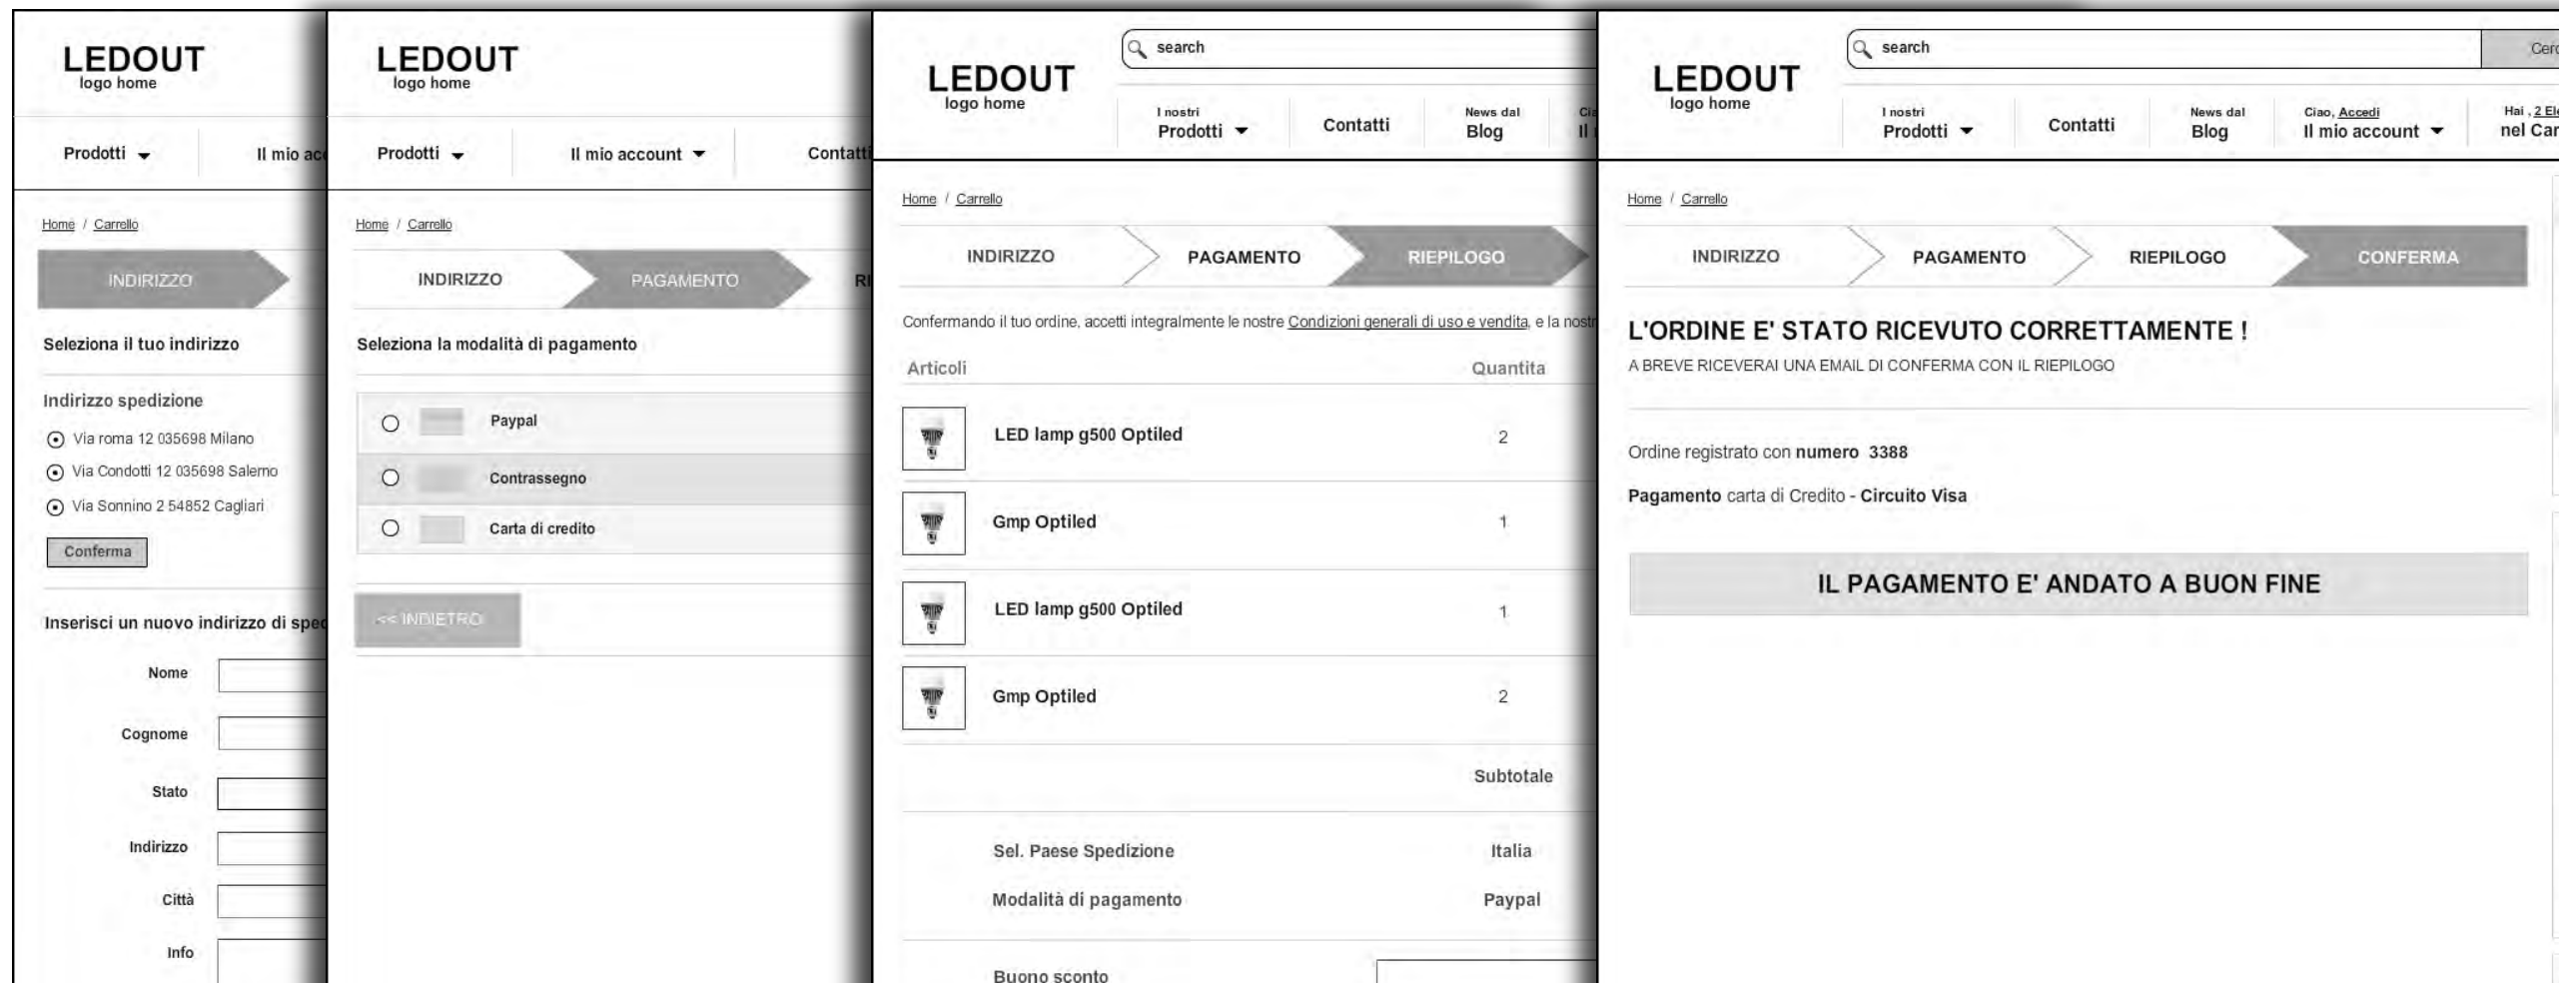 LEDOUT
logo home
Prodotti
Il mio
Home / Carrello
INDIRIZZO
Seleziona il tuo indirizzo
Indirizzo spedizione
Via roma 12 035698 Milano
Via Condotti 12 035698 Salerno
Via Sonnino 2 54852 Cagliari
Conferma
Inserisci un nuovo indirizzo di
Nome
Cognome
Stato
Indirizzo
Città
Info
LEDOUT
logo home
Prodotti
Il mio account
Contatti
Home / Carrello
INDIRIZZO
PAGAMENTO
Seleziona la modalità di pagamento
Paypal
Contrassegno
Carta di credito
<< INDIETRO
LEDOUT
logo home
search
I nostri
Prodotti
Contatti
News dal
Blog
Il
Home / Carrello
INDIRIZZO
PAGAMENTO
RIEPILOGO
Confermando il tuo ordine, accetti integralmente le nostre Condizioni generali di uso e vendita, e la
Articoli
Quantita
LED lamp g500 Optiled
2
Gmp Optiled
1
LED lamp g500 Optiled
1
Gmp Optiled
2
Subtotale
Sel. Paese Spedizione
Italia
Modalità di pagamento
Paypal
Buono sconto
LEDOUT
logo home
search
I nostri
Prodotti
Contatti
News dal
Blog
Ciao, Accedi
Il mio account
Hai , 2
nel
Home / Carrello
INDIRIZZO
PAGAMENTO
RIEPILOGO
CONFERMA
L'ORDINE E' STATO RICEVUTO CORRETTAMENTE !
A BREVE RICEVERAI UNA EMAIL DI CONFERMA CON IL RIEPILOGO
Ordine registrato con numero 3388
Pagamento carta di Credito - Circuito Visa
IL PAGAMENTO E' ANDATO A BUON FINE